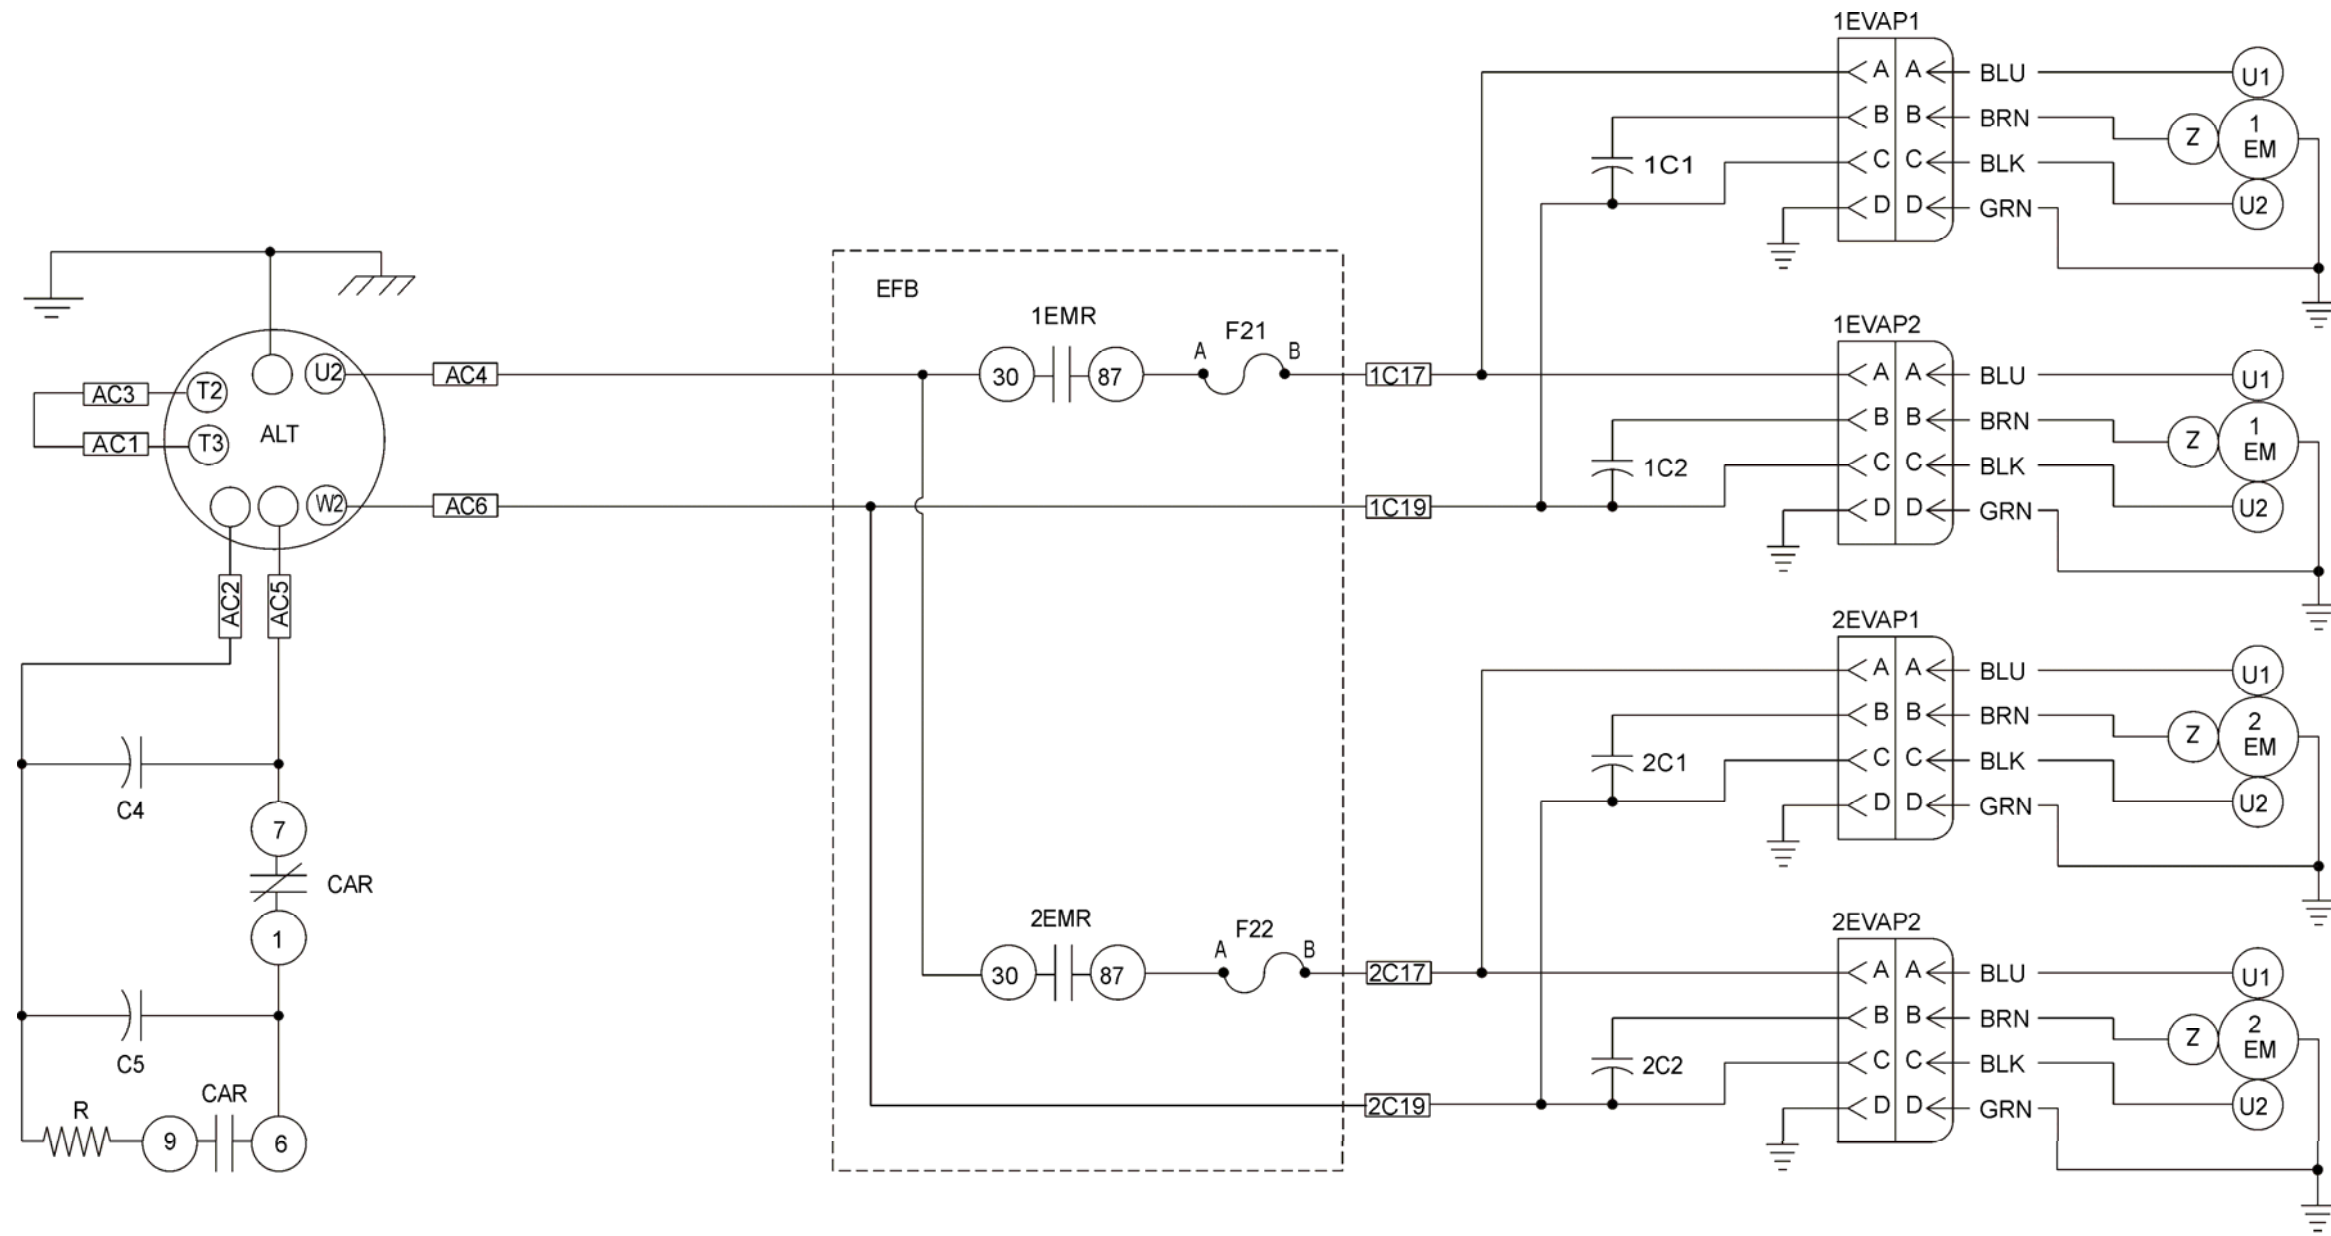 1EVAP1
A A BLU U1
B B BRN Z 1 EM
1C1 C C BLK
D D GRN U2
EFB
1EMR
F21
1EVAP2
A B
U2 AC4 30 87 1C17 A A BLU U1
AC3 T2
B B BRN Z 1 EM
AC1 T3 ALT
1C2 C C BLK
W2 AC6 1C19 D D GRN U2
AC2 AC5
2EVAP1
A A BLU U1
B B BRN Z 2 EM
2C1 C C BLK
C4
D D GRN U2
7
CAR
1
2EMR
F22
2EVAP2
A B
30 87 2C17 A A BLU U1
B B BRN Z 2 EM
C5
2C2 C C BLK
CAR
2C19 D D GRN U2
R
9 6